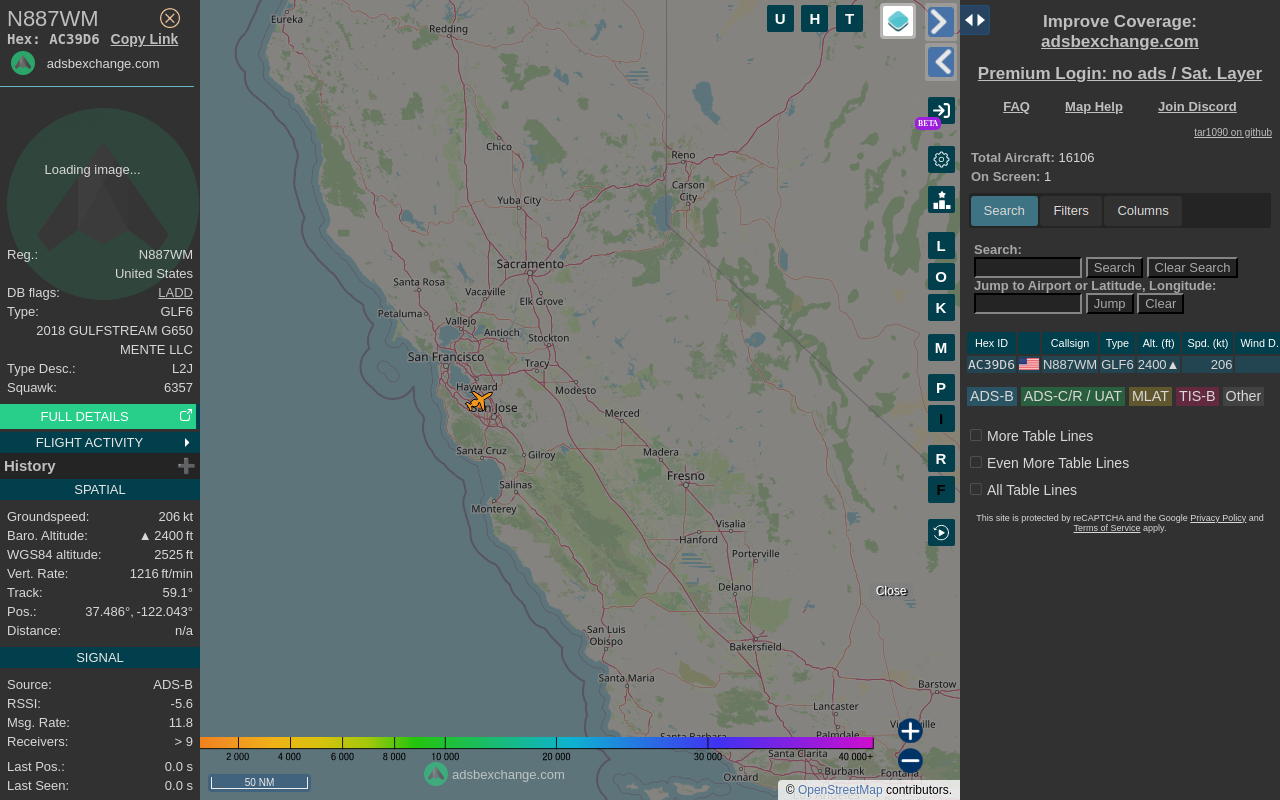 N887WM
Hex: AC39D6 Copy Link
adsbexchange.com
Loading image...
Reg.: N887WM
United States
DB flags: LADD
Type: GLF6
2018 GULFSTREAM G650
MENTE LLC
Type Desc.: L2J
Squawk: 6357
FULL DETAILS
FLIGHT ACTIVITY
History
SPATIAL
Groundspeed: 206 kt
Baro. Altitude: ▲ 2400 ft
WGS84 altitude: 2525 ft
Vert. Rate: 1216 ft/min
Track: 59.1°
Pos.: 37.486°, -122.043°
Distance: n/a
SIGNAL
Source: ADS-B
RSSI: -5.6
Msg. Rate: 11.8
Receivers: > 9
Last Pos.: 0.0 s
Last Seen: 0.0 s
Eureka
Redding
Chico
Reno
Carson
City
Yuba City
Sacramento
Santa Rosa
Vacaville
Elk Grove
Petaluma
Vallejo
Antioch
Stockton
San Francisco
Tracy
Hayward
Modesto
San Jose
Merced
Santa Cruz
Gilroy
Madera
Fresno
Salinas
Monterey
Visalia
Hanford
Porterville
Delano
San Luis
Obispo
Bakersfield
Santa Maria
Barstow
Lancaster
Palmdale
Santa Barbara
Santa Clarita
Burbank
Oxnard
Fontana
U H T
BETA
L
O
K
M
P
I
R
F
Close
2 000 4 000 6 000 8 000 10 000 20 000 30 000 40 000+
adsbexchange.com
50 NM
© OpenStreetMap contributors.
Improve Coverage:
adsbexchange.com
Premium Login: no ads / Sat. Layer
FAQ Map Help Join Discord
tar1090 on github
Total Aircraft: 16106
On Screen: 1
Search Filters Columns
Search:
Search Clear Search
Jump to Airport or Latitude, Longitude:
Jump Clear
Hex ID Callsign Type Alt. (ft) Spd. (kt) Wind D.
AC39D6 N887WM GLF6 2400▲ 206
ADS-B ADS-C/R / UAT MLAT TIS-B Other
More Table Lines
Even More Table Lines
All Table Lines
This site is protected by reCAPTCHA and the Google Privacy Policy and
Terms of Service apply.